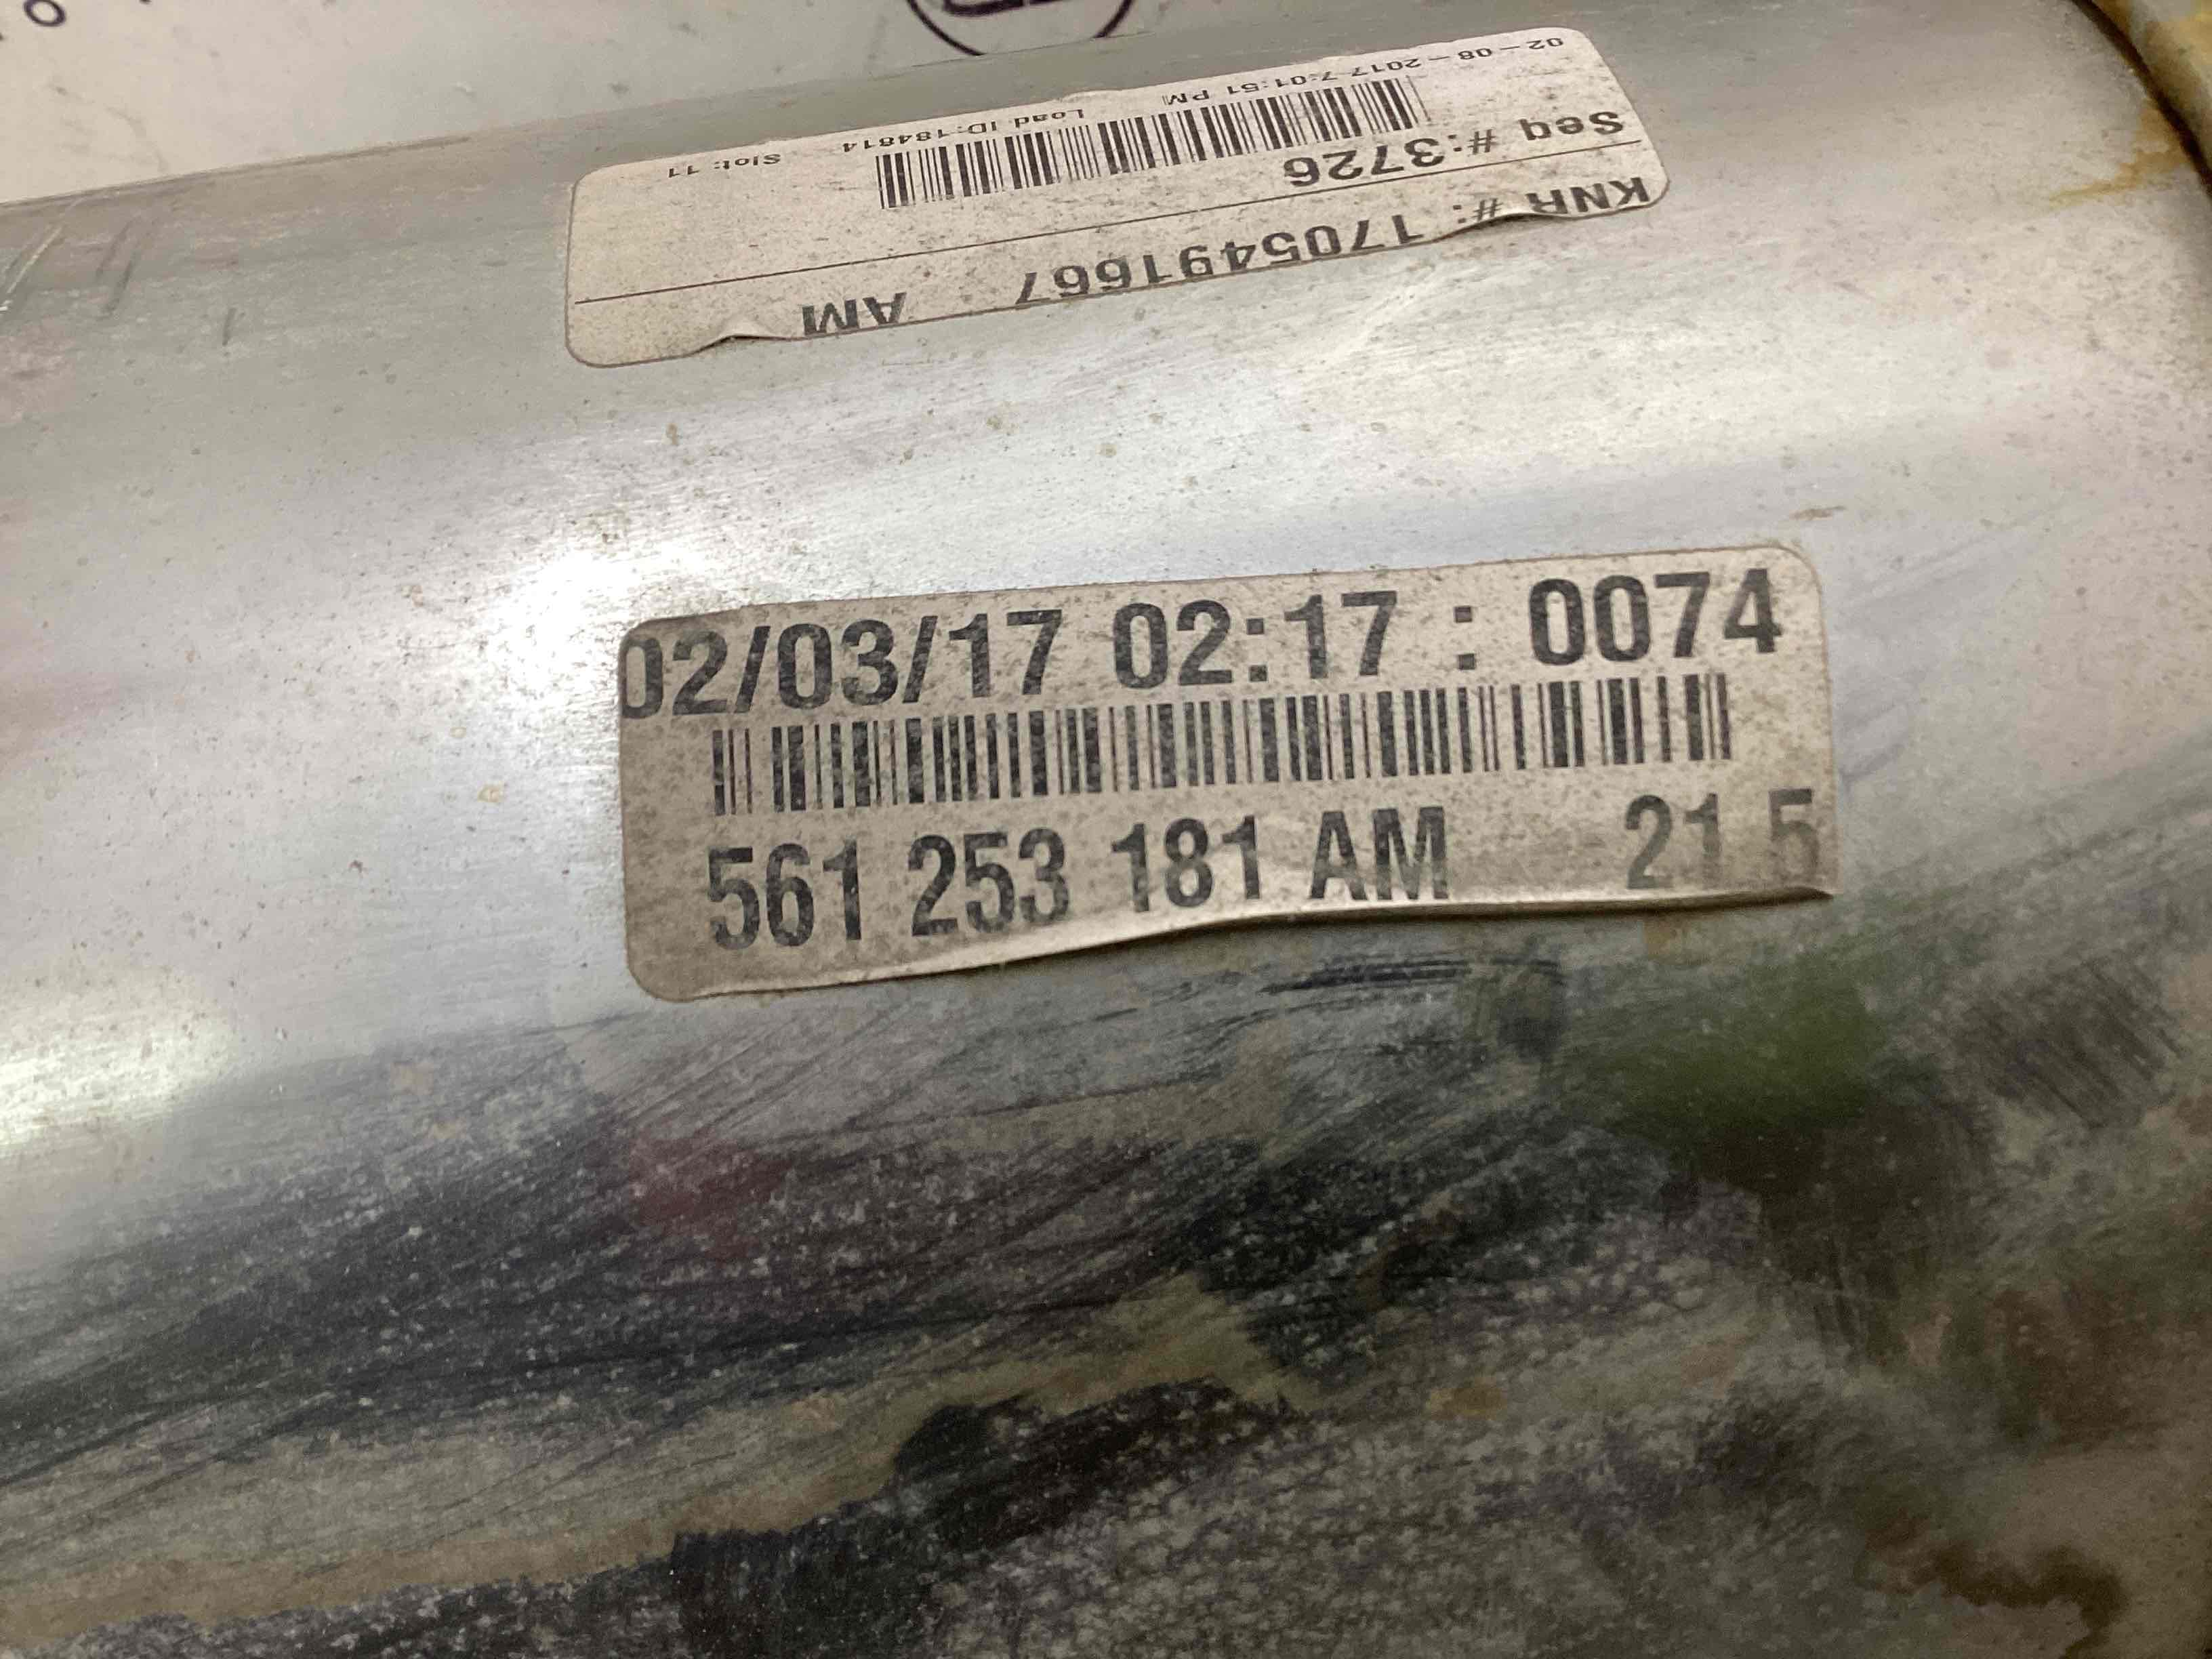 02-08-2017 7:01:51 PM Load ID:184814 Slot: 11
Seq #:3726
KNR #: 1705491667 AM
02/03/17 02:17 : 0074
561 253 181 AM 21 5